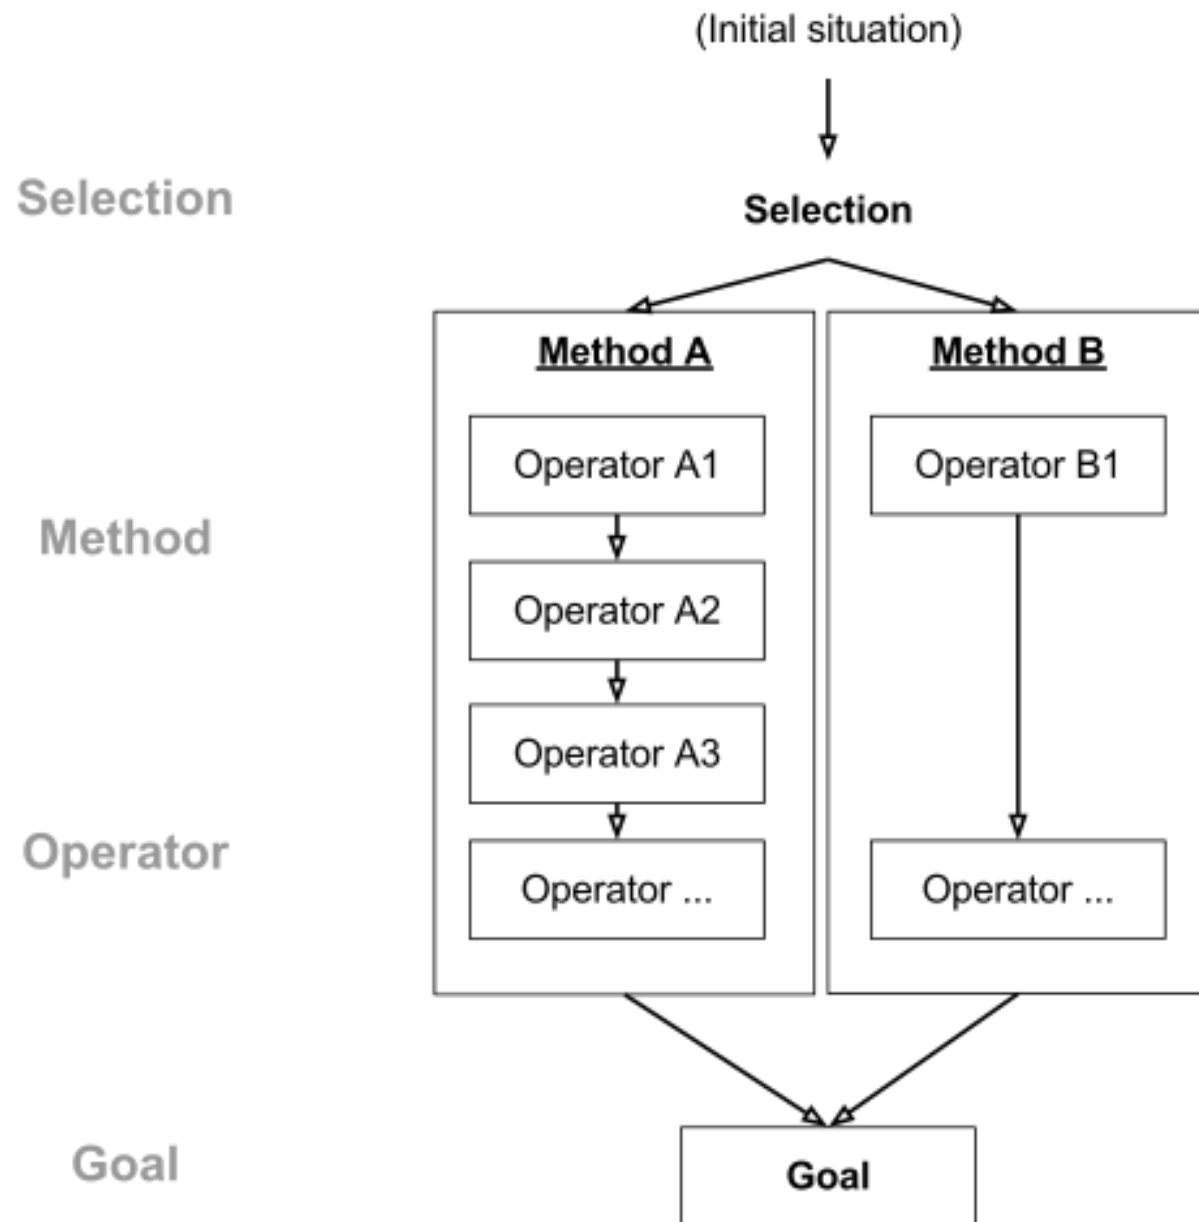 (Initial situation)
Selection
Selection
Method A
Method B
Operator A1
Operator B1
Method
Operator A2
Operator A3
Operator
Operator ...
Operator ...
Goal
Goal